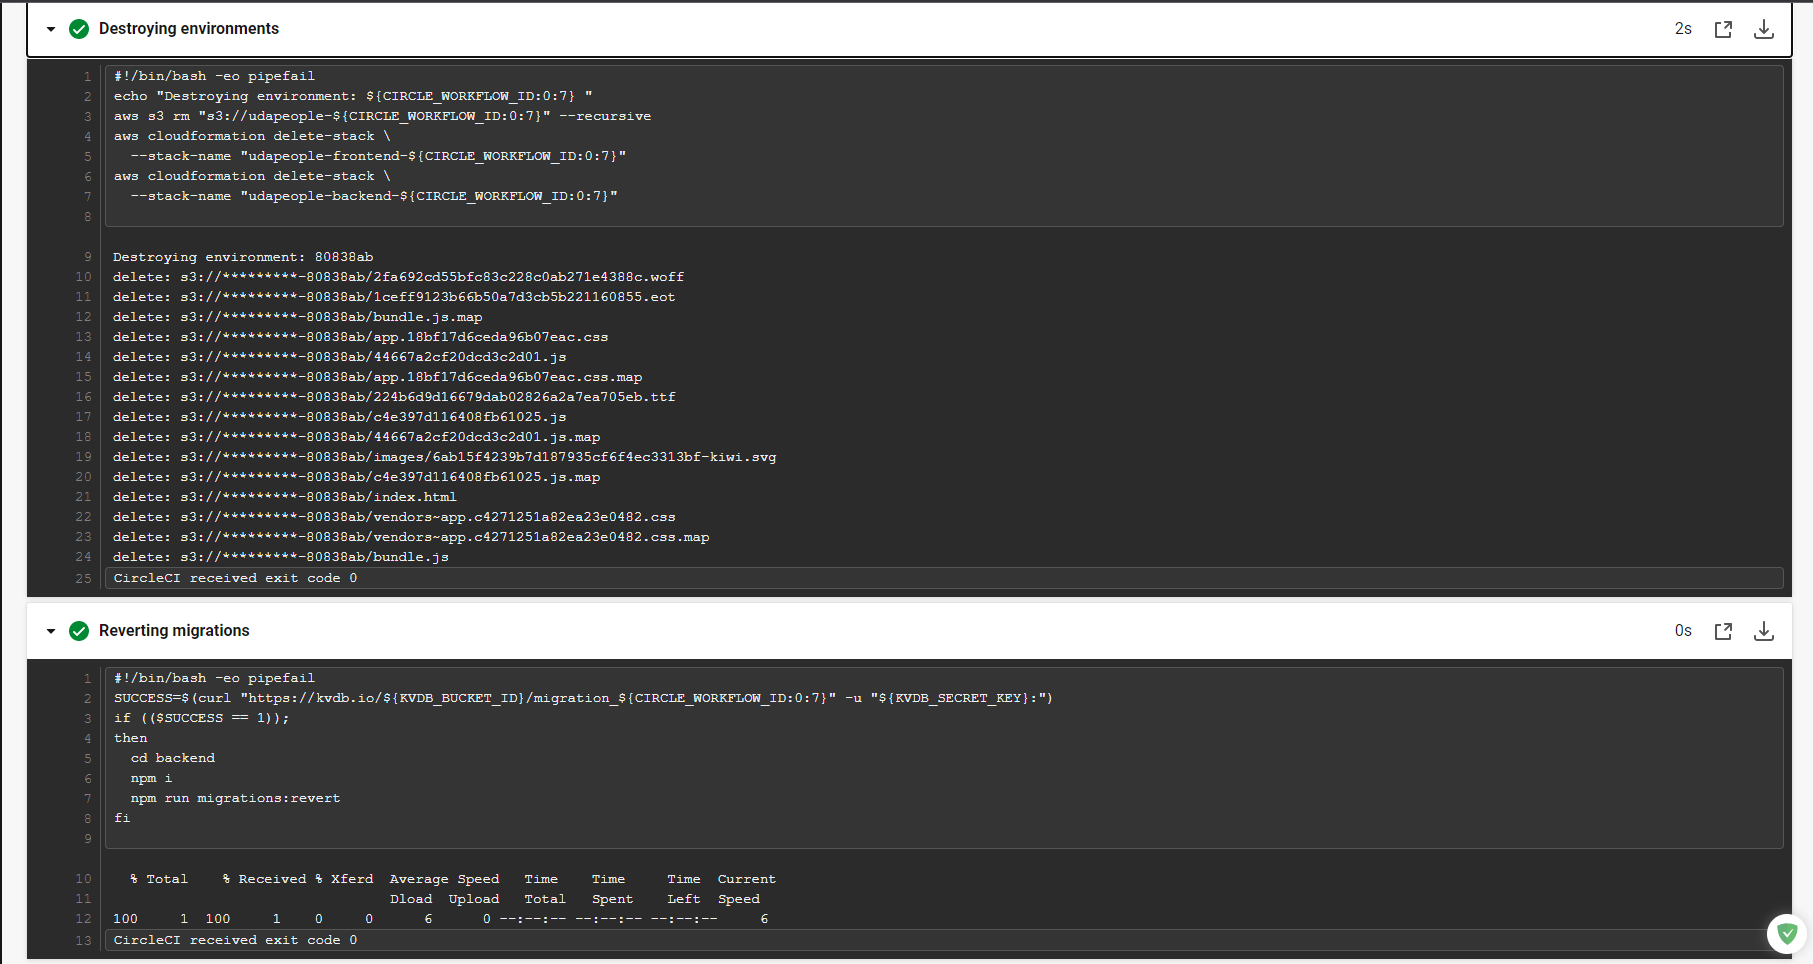 Destroying environments
2s
1 #!/bin/bash -eo pipefail
2 echo "Destroying environment: ${CIRCLE_WORKFLOW_ID:0:7} "
3 aws s3 rm "s3://udapeople-${CIRCLE_WORKFLOW_ID:0:7}" --recursive
4 aws cloudformation delete-stack \
5   --stack-name "udapeople-frontend-${CIRCLE_WORKFLOW_ID:0:7}"
6 aws cloudformation delete-stack \
7   --stack-name "udapeople-backend-${CIRCLE_WORKFLOW_ID:0:7}"
8
9 Destroying environment: 80838ab
10 delete: s3://*********-80838ab/2fa692cd55bfc83c228c0ab271e4388c.woff
11 delete: s3://*********-80838ab/1ceff9123b66b50a7d3cb5b221160855.eot
12 delete: s3://*********-80838ab/bundle.js.map
13 delete: s3://*********-80838ab/app.18bf17d6ceda96b07eac.css
14 delete: s3://*********-80838ab/44667a2cf20dcd3c2d01.js
15 delete: s3://*********-80838ab/app.18bf17d6ceda96b07eac.css.map
16 delete: s3://*********-80838ab/224b6d9d16679dab02826a2a7ea705eb.ttf
17 delete: s3://*********-80838ab/c4e397d116408fb61025.js
18 delete: s3://*********-80838ab/44667a2cf20dcd3c2d01.js.map
19 delete: s3://*********-80838ab/images/6ab15f4239b7d187935cf6f4ec3313bf-kiwi.svg
20 delete: s3://*********-80838ab/c4e397d116408fb61025.js.map
21 delete: s3://*********-80838ab/index.html
22 delete: s3://*********-80838ab/vendors~app.c4271251a82ea23e0482.css
23 delete: s3://*********-80838ab/vendors~app.c4271251a82ea23e0482.css.map
24 delete: s3://*********-80838ab/bundle.js
25 CircleCI received exit code 0
Reverting migrations
0s
1 #!/bin/bash -eo pipefail
2 SUCCESS=$(curl "https://kvdb.io/${KVDB_BUCKET_ID}/migration_${CIRCLE_WORKFLOW_ID:0:7}" -u "${KVDB_SECRET_KEY}:")
3 if (($SUCCESS == 1));
4 then
5   cd backend
6   npm i
7   npm run migrations:revert
8 fi
9
10   % Total    % Received % Xferd  Average Speed   Time    Time     Time  Current
11                                  Dload  Upload   Total   Spent    Left  Speed
12 100     1  100     1    0     0      6      0 --:--:-- --:--:-- --:--:--     6
13 CircleCI received exit code 0